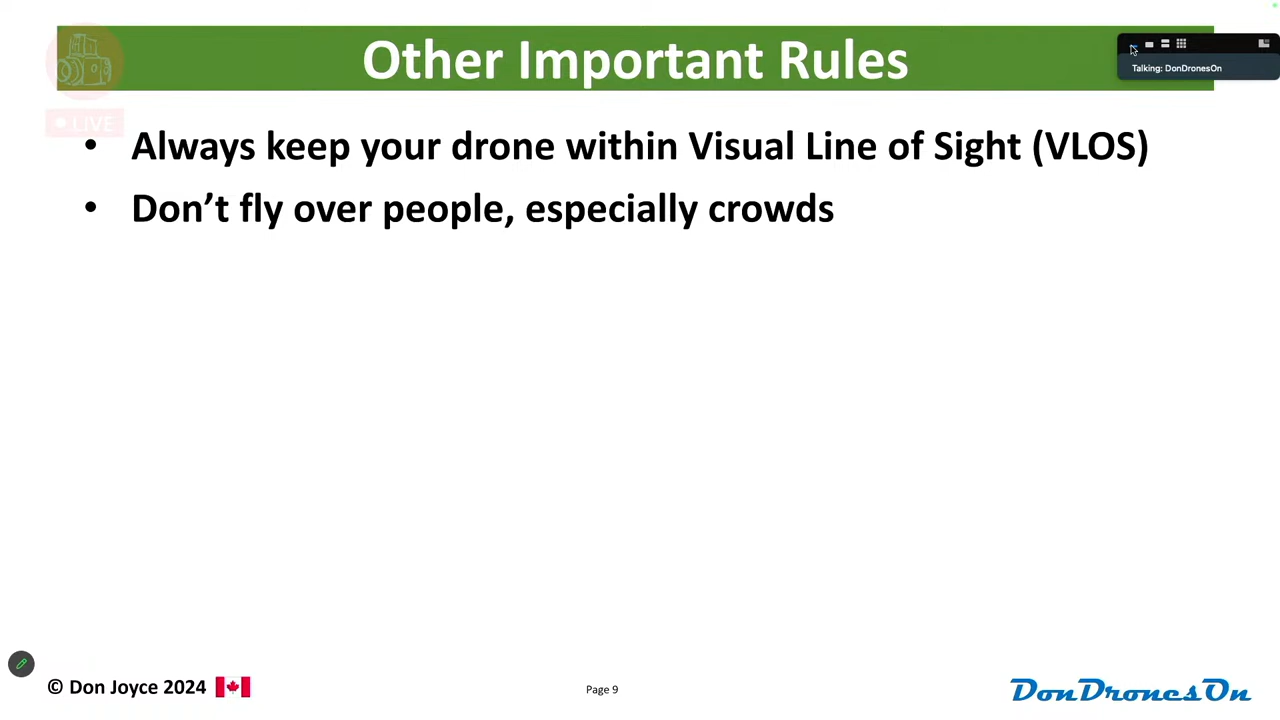 Other Important Rules
Talking: DonDronesOn
LIVE
• Always keep your drone within Visual Line of Sight (VLOS)
• Don’t fly over people, especially crowds
© Don Joyce 2024
Page 9
DonDronesOn